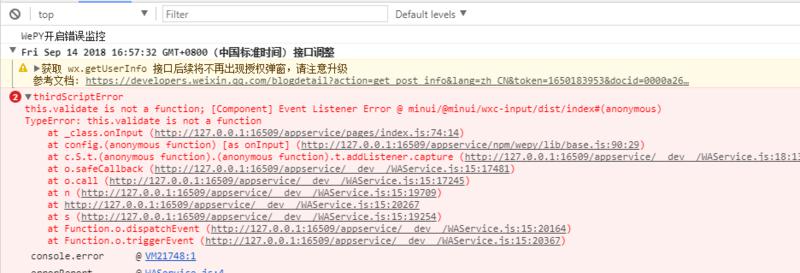 top
Filter
Default levels ▼
WePY开启错误监控
▼ Fri Sep 14 2018 16:57:32 GMT+0800 (中国标准时间) 接口调整
▶获取 wx.getUserInfo 接口后续将不再出现授权弹窗，请注意升级
参考文档: https://developers.weixin.qq.com/blogdetail?action=get_post_info&lang=zh_CN&token=1650183953&docid=0000a26…
2 ▼thirdScriptError
this.validate is not a function; [Component] Event Listener Error @ minui/@minui/wxc-input/dist/index#(anonymous)
TypeError: this.validate is not a function
at _class.onInput (http://127.0.0.1:16509/appservice/pages/index.js:74:14)
at config.(anonymous function) [as onInput] (http://127.0.0.1:16509/appservice/npm/wepy/lib/base.js:90:29)
at c.S.t.(anonymous function).(anonymous function).t.addListener.capture (http://127.0.0.1:16509/appservice/__dev__/WAService.js:18:13
at o.safeCallback (http://127.0.0.1:16509/appservice/__dev__/WAService.js:15:17481)
at o.call (http://127.0.0.1:16509/appservice/__dev__/WAService.js:15:17245)
at n (http://127.0.0.1:16509/appservice/__dev__/WAService.js:15:19709)
at http://127.0.0.1:16509/appservice/__dev__/WAService.js:15:20267
at s (http://127.0.0.1:16509/appservice/__dev__/WAService.js:15:19254)
at Function.o.dispatchEvent (http://127.0.0.1:16509/appservice/__dev__/WAService.js:15:20164)
at Function.o.triggerEvent (http://127.0.0.1:16509/appservice/__dev__/WAService.js:15:20367)
console.error @ VM21748:1
errorReport @ WAService.js:4